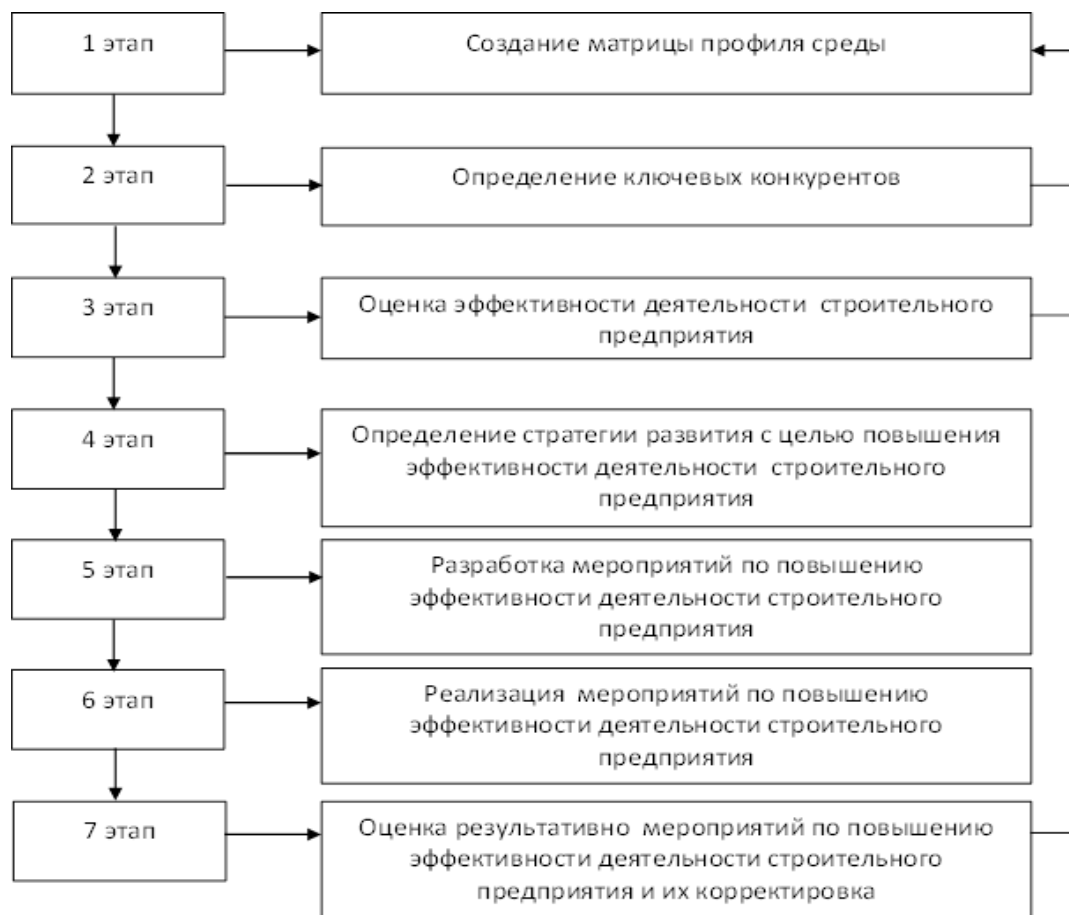 1 этап
Создание матрицы профиля среды
2 этап
Определение ключевых конкурентов
3 этап
Оценка эффективности деятельности строительного
предприятия
4 этап
Определение стратегии развития с целью повышения
эффективности деятельности строительного
предприятия
5 этап
Разработка мероприятий по повышению
эффективности деятельности строительного
предприятия
6 этап
Реализация мероприятий по повышению
эффективности деятельности строительного
предприятия
7 этап
Оценка результативно мероприятий по повышению
эффективности деятельности строительного
предприятия и их корректировка